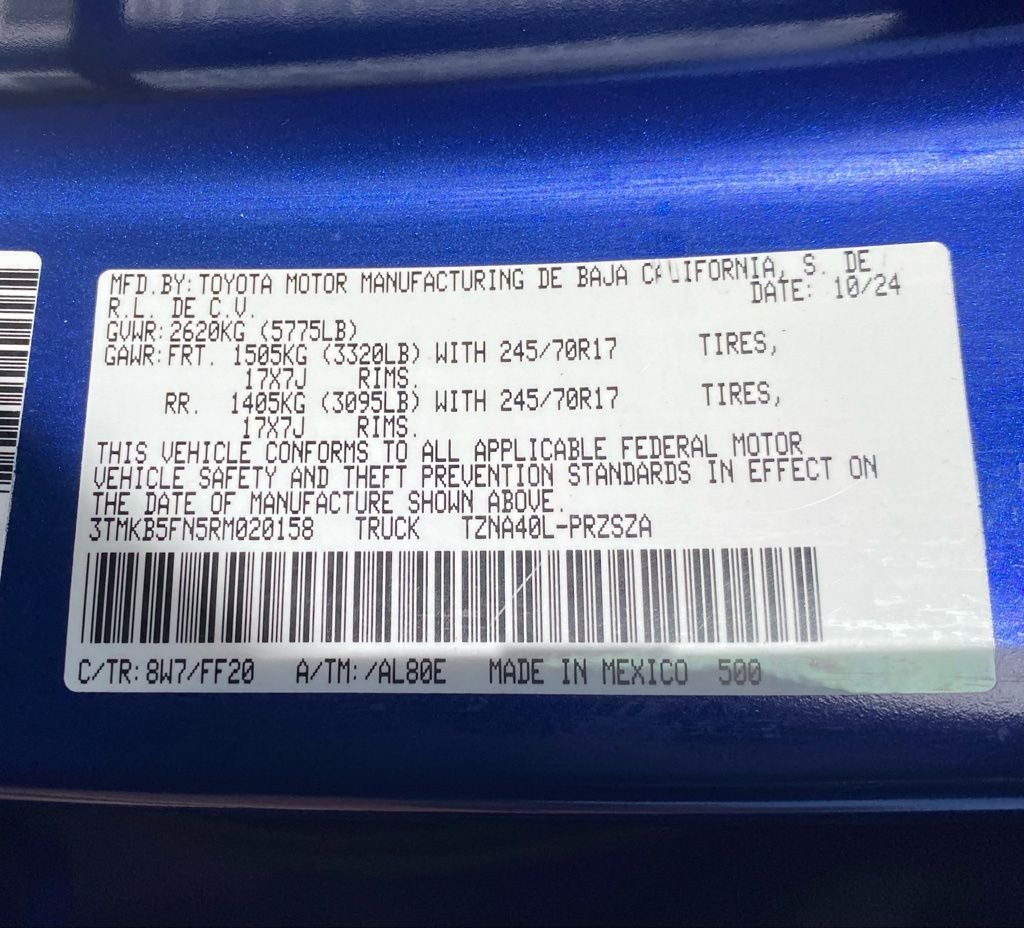 MFD.BY:TOYOTA MOTOR MANUFACTURING DE BAJA CALIFORNIA, S. DE
R.L. DE C.V. DATE: 10/24
GVWR:2620KG (5775LB)
GAWR:FRT. 1505KG (3320LB) WITH 245/70R17 TIRES,
17X7J RIMS.
RR. 1405KG (3095LB) WITH 245/70R17 TIRES,
17X7J RIMS.
THIS VEHICLE CONFORMS TO ALL APPLICABLE FEDERAL MOTOR
VEHICLE SAFETY AND THEFT PREVENTION STANDARDS IN EFFECT ON
THE DATE OF MANUFACTURE SHOWN ABOVE.
3TMKB5FN5RM020158 TRUCK TZNA40L-PRZSZA
C/TR:8W7/FF20 A/TM:/AL80E MADE IN MEXICO 500